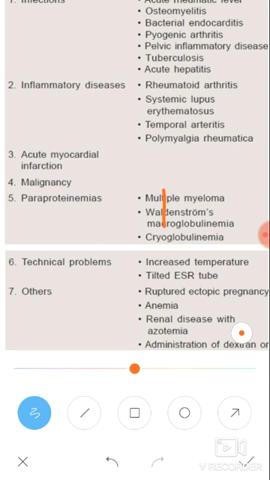 1. Infections • Acute rheumatic fever
• Osteomyelitis
• Bacterial endocarditis
• Pyogenic arthritis
• Pelvic inflammatory disease
• Tuberculosis
• Acute hepatitis
2. Inflammatory diseases • Rheumatoid arthritis
• Systemic lupus
erythematosus
• Temporal arteritis
• Polymyalgia rheumatica
3. Acute myocardial
infarction
4. Malignancy
5. Paraproteinemias • Multiple myeloma
• Waldenström's
macroglobulinemia
• Cryoglobulinemia
6. Technical problems • Increased temperature
• Tilted ESR tube
7. Others • Ruptured ectopic pregnancy
• Anemia
• Renal disease with
azotemia
• Administration of dextran or
V RECORDER